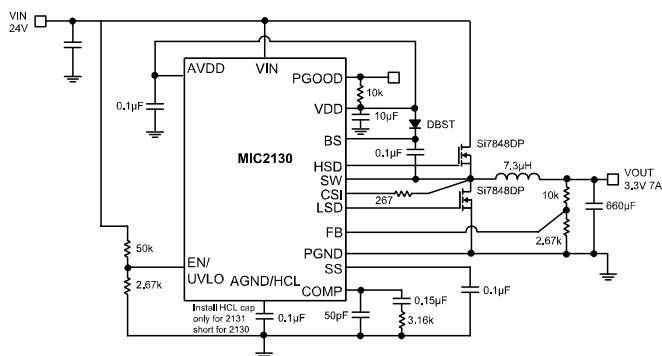 VIN
24V
AVDD
VIN
PGOOD
10k
0.1µF
VDD
10µF
DBST
BS
MIC2130
0.1µF
Si7848DP
HSD
SW
7.3µH
VOUT
3.3V 7A
CSI
267
Si7848DP
10k
LSD
660µF
FB
2.67k
50k
PGND
EN/
UVLO
SS
AGND/HCL
COMP
2.67k
Install HCL cap
only for 2131
short for 2130
0.1µF
50pF
0.15µF
3.16k
0.1µF